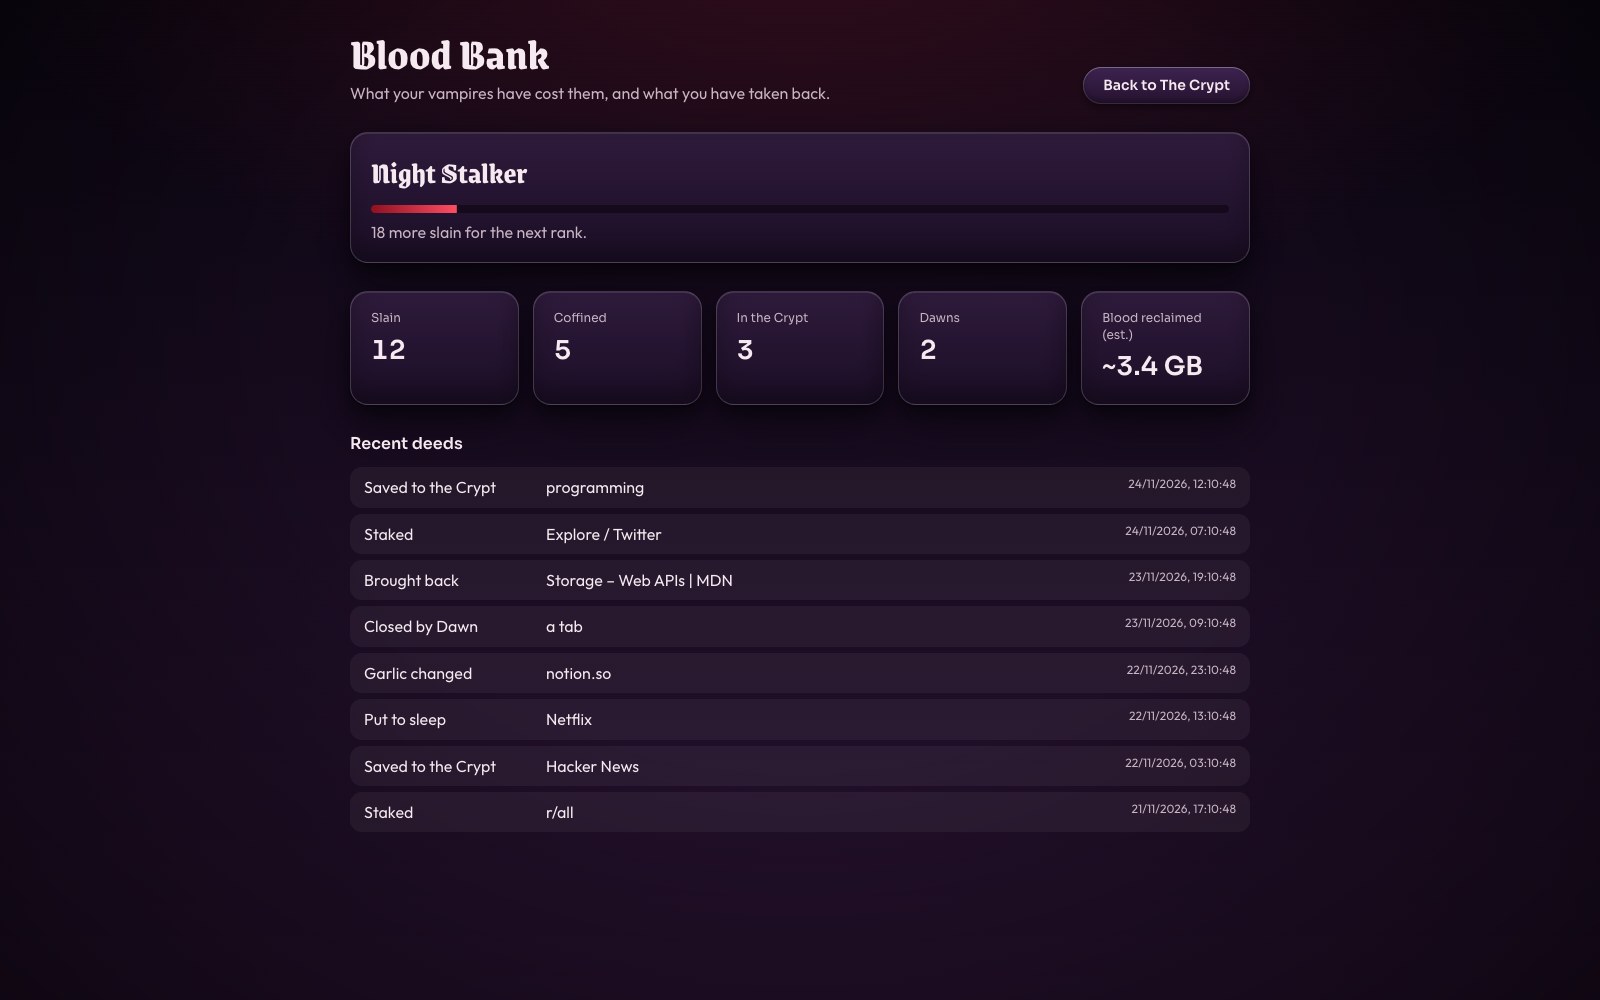 Blood Bank
What your vampires have cost them, and what you have taken back.
Back to The Crypt
Night Stalker
18 more slain for the next rank.
Slain
12
Coffined
5
In the Crypt
3
Dawns
2
Blood reclaimed
(est.)
~3.4 GB
Recent deeds
Saved to the Crypt programming 24/11/2026, 12:10:48
Staked Explore / Twitter 24/11/2026, 07:10:48
Brought back Storage – Web APIs | MDN 23/11/2026, 19:10:48
Closed by Dawn a tab 23/11/2026, 09:10:48
Garlic changed notion.so 22/11/2026, 23:10:48
Put to sleep Netflix 22/11/2026, 13:10:48
Saved to the Crypt Hacker News 22/11/2026, 03:10:48
Staked r/all 21/11/2026, 17:10:48